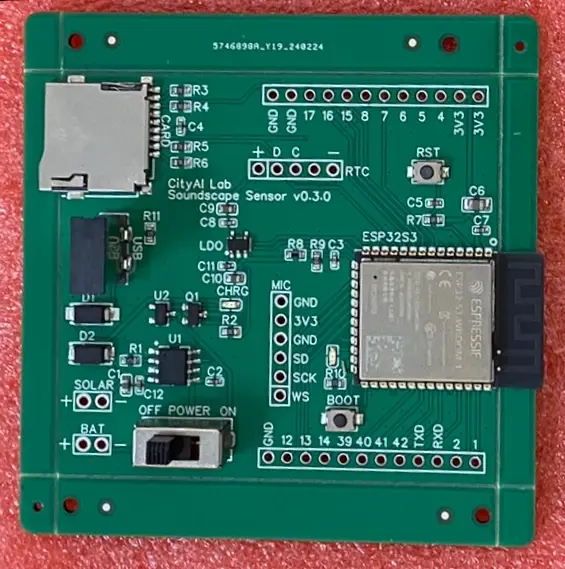 5746898A_Y19_240224
R3
R4
C4
R5
R6
CARD
GND GND 17 16 15 8 7 6 5 4 3V3 3V3
+ D C - RTC
RST
CityAI Lab
Soundscape Sensor v0.3.0
C9
C8
LDO
C11
C10
CHRG
R2
R11
USB
R8 R9 C3
C5
R7
C6
C7
ESP32S3
CE
ESPRESSIF
MIC
GND
3V3
GND
SD
SCK
WS
D1
D2
U2 Q1
U1
R1
C1
C12
C2
R10
BOOT
SOLAR
+ -
BAT
+ -
OFF POWER ON
GND 12 13 14 39 40 41 42 TXD RXD 2 1